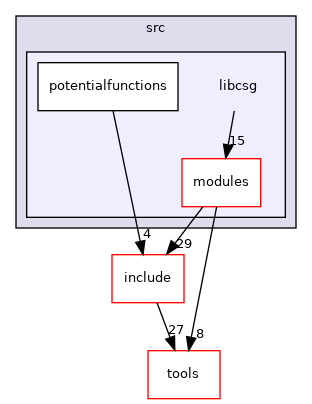 src
potentialfunctions
libcsg
15
modules
4
29
include
27
8
tools